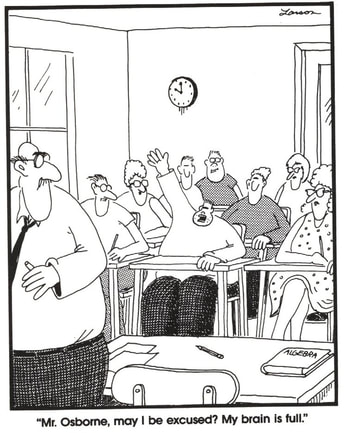 Larson
ALGEBRA
"Mr. Osborne, may I be excused? My brain is full."